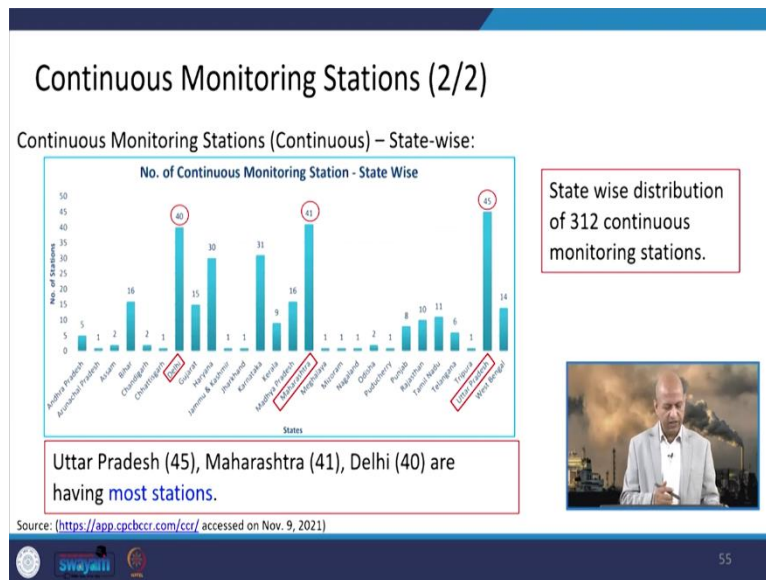 Continuous Monitoring Stations (2/2)
Continuous Monitoring Stations (Continuous) – State-wise:
No. of Continuous Monitoring Station - State Wise
No. of Stations
50
45
40
35
30
25
20
15
10
5
0
5
1
2
16
2
1
40
15
30
1
1
31
9
16
41
1
1
1
2
1
8
10
11
6
1
45
14
Andhra Pradesh
Arunachal Pradesh
Assam
Bihar
Chandigarh
Chhattisgarh
Delhi
Gujarat
Haryana
Jammu & Kashmir
Jharkhand
Karnataka
Kerala
Madhya Pradesh
Maharashtra
Meghalaya
Mizoram
Nagaland
Odisha
Puducherry
Punjab
Rajasthan
Tamil Nadu
Telangana
Tripura
Uttar Pradesh
West Bengal
States
State wise distribution
of 312 continuous
monitoring stations.
Uttar Pradesh (45), Maharashtra (41), Delhi (40) are
having most stations.
Source: (https://app.cpcbccr.com/ccr/ accessed on Nov. 9, 2021)
swayam
55